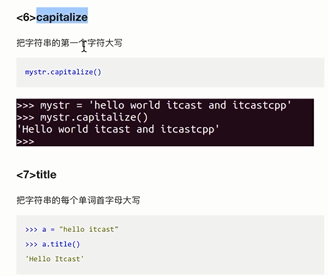 <6>capitalize
把字符串的第一个字符大写
mystr.capitalize()
>>> mystr = 'hello world itcast and itcastcpp'
>>> mystr.capitalize()
'Hello world itcast and itcastcpp'
>>>
<7>title
把字符串的每个单词首字母大写
>>> a = "hello itcast"
>>> a.title()
'Hello Itcast'